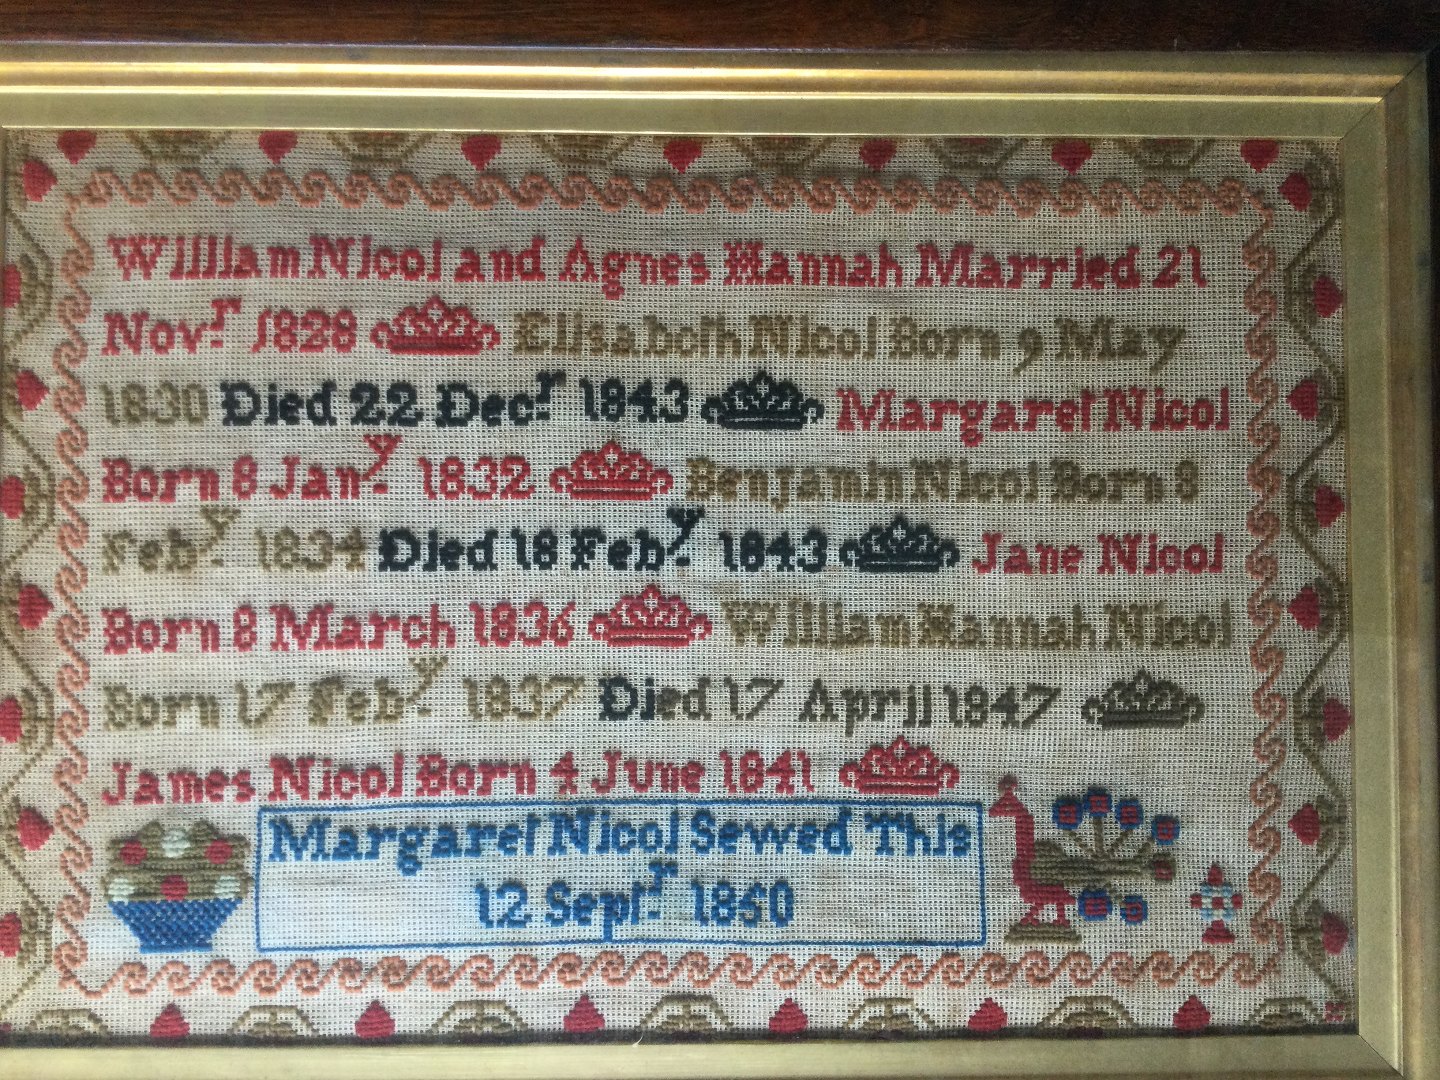 William Nicol and Agnes Hannah Married 21
Novr. 1828 Elisabeth Nicol Born 9 May
1830 Died 22 Decr. 1843 Margaret Nicol
Born 8 Jany. 1832 Benjamin Nicol Born 8
Feby. 1834 Died 18 Feby. 1843 Jane Nicol
Born 8 March 1836 William Hannah Nicol
Born 17 Feby. 1837 Died 17 April 1847
James Nicol Born 4 June 1841
Margaret Nicol Sewed This
12 Septr. 1850